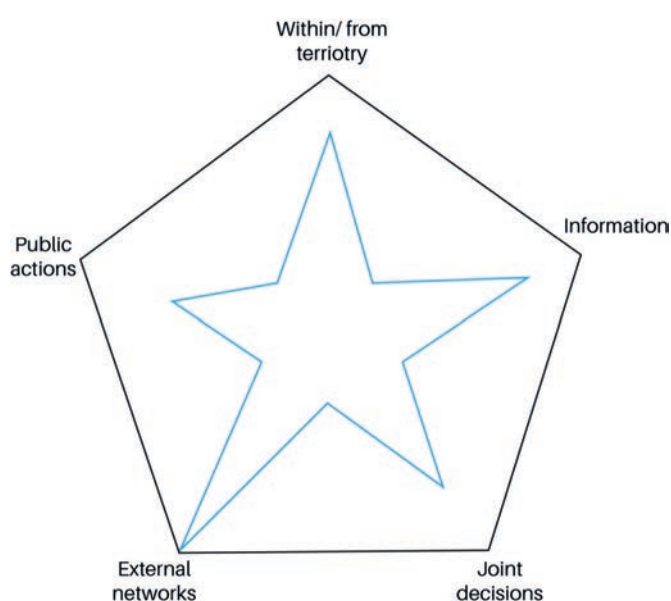 Within/ from
terriotry
Information
Public
actions
External
networks
Joint
decisions